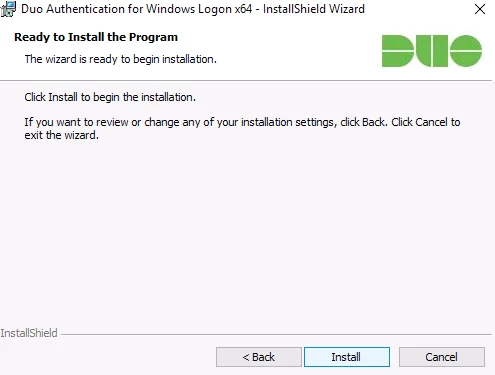 Duo Authentication for Windows Logon x64 - InstallShield Wizard
Ready to Install the Program
The wizard is ready to begin installation.
DUO
Click Install to begin the installation.
If you want to review or change any of your installation settings, click Back. Click Cancel to
exit the wizard.
InstallShield
< Back
Install
Cancel